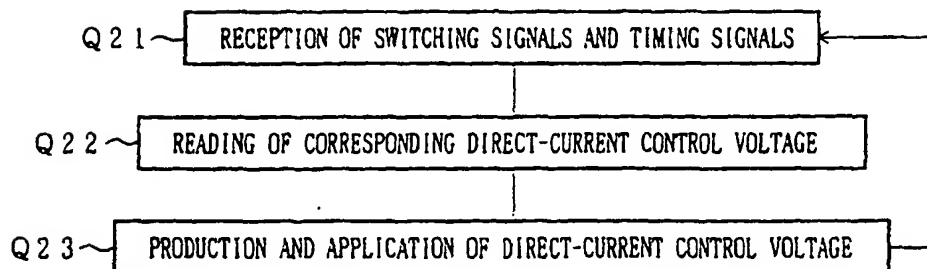 Q21 RECEPTION OF SWITCHING SIGNALS AND TIMING SIGNALS
Q22 READING OF CORRESPONDING DIRECT-CURRENT CONTROL VOLTAGE
Q23 PRODUCTION AND APPLICATION OF DIRECT-CURRENT CONTROL VOLTAGE